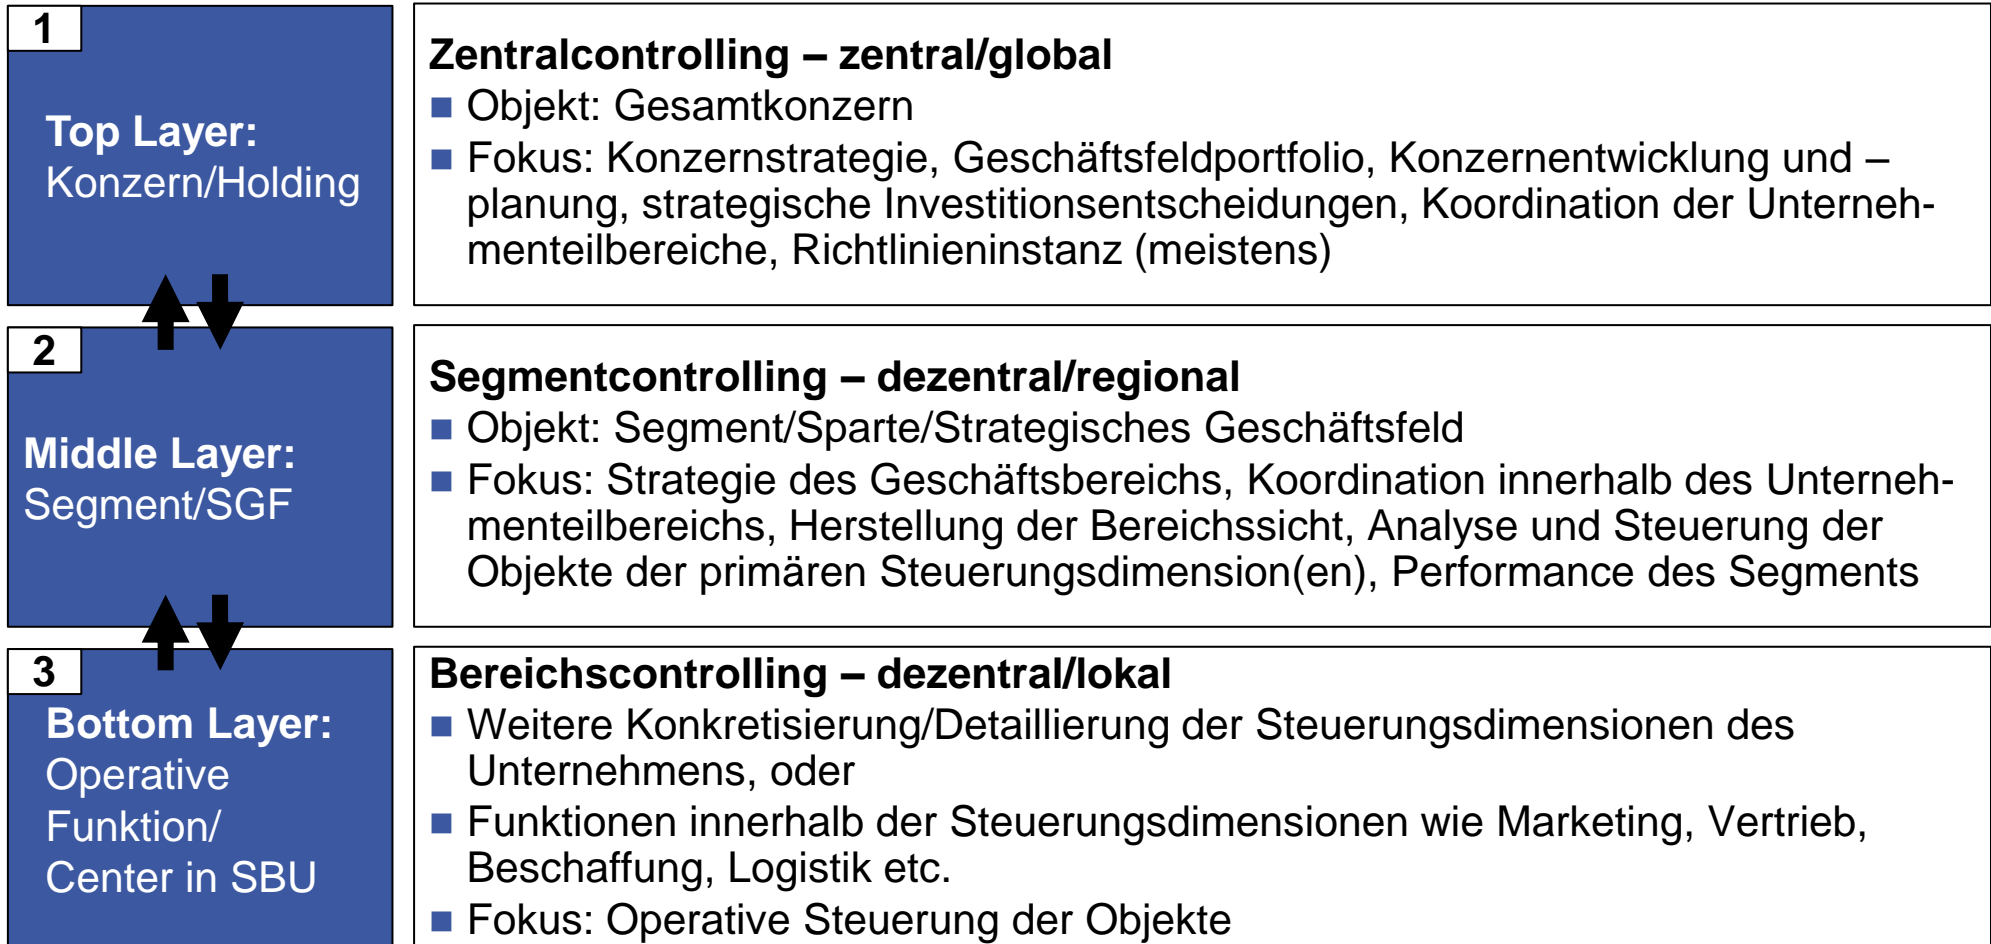 1
Top Layer:
Konzern/Holding
Zentralcontrolling – zentral/global
Objekt: Gesamtkonzern
Fokus: Konzernstrategie, Geschäftsfeldportfolio, Konzernentwicklung und –
planung, strategische Investitionsentscheidungen, Koordination der Unterneh-
menteilbereiche, Richtlinieninstanz (meistens)
2
Middle Layer:
Segment/SGF
Segmentcontrolling – dezentral/regional
Objekt: Segment/Sparte/Strategisches Geschäftsfeld
Fokus: Strategie des Geschäftsbereichs, Koordination innerhalb des Unterneh-
menteilbereichs, Herstellung der Bereichssicht, Analyse und Steuerung der
Objekte der primären Steuerungsdimension(en), Performance des Segments
3
Bottom Layer:
Operative
Funktion/
Center in SBU
Bereichscontrolling – dezentral/lokal
Weitere Konkretisierung/Detaillierung der Steuerungsdimensionen des
Unternehmens, oder
Funktionen innerhalb der Steuerungsdimensionen wie Marketing, Vertrieb,
Beschaffung, Logistik etc.
Fokus: Operative Steuerung der Objekte